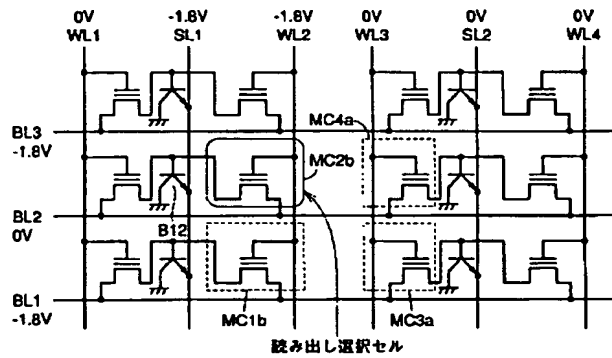 0V -1.8V -1.8V 0V 0V 0V
WL1 SL1 WL2 WL3 SL2 WL4
MC4a
BL3
-1.8V
MC2b
BL2
0V
B12
BL1
-1.8V
MC1b
MC3a
読み出し選択セル